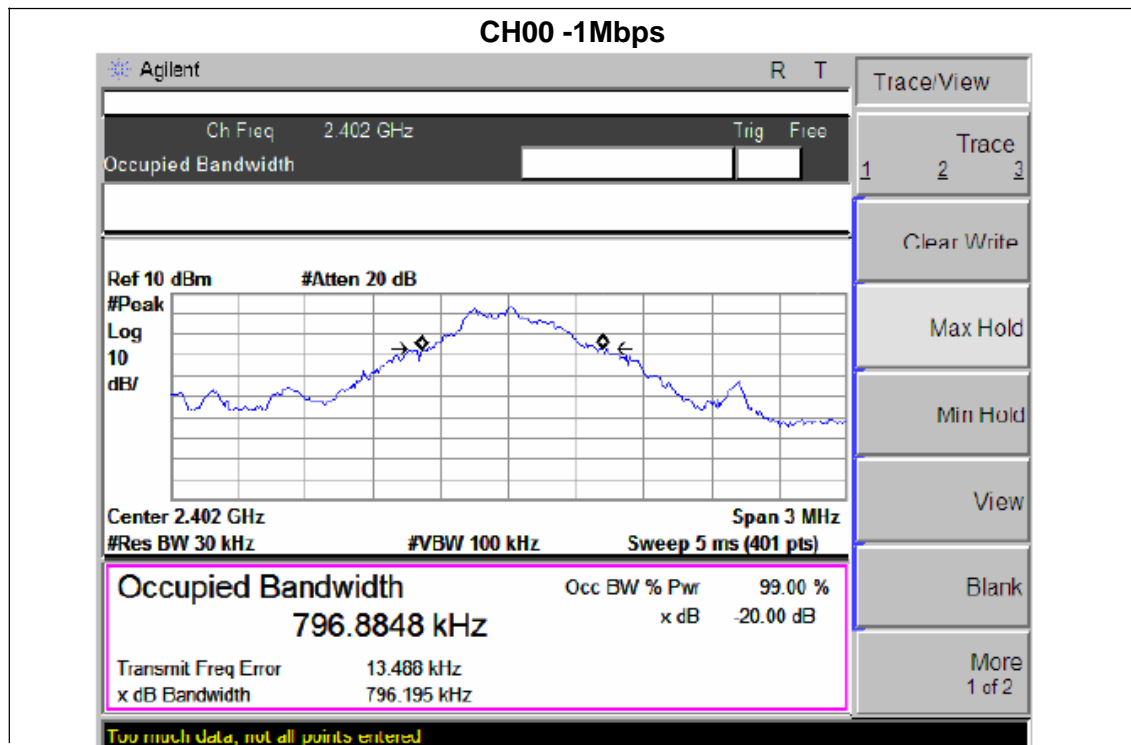 CH00 -1Mbps
Agilent R T
Trace/View
Ch Freq 2.402 GHz Trig Free
Occupied Bandwidth
Trace
1 2 3
Clear Write
Max Hold
Min Hold
View
Blank
More
1 of 2
Ref 10 dBm #Atten 20 dB
#Peak
Log
10
dB/
Center 2.402 GHz Span 3 MHz
#Res BW 30 kHz #VBW 100 kHz Sweep 5 ms (401 pts)
Occupied Bandwidth Occ BW % Pwr 99.00 %
796.8848 kHz x dB -20.00 dB
Transmit Freq Error 13.468 kHz
x dB Bandwidth 796.195 kHz
Too much data, not all points entered